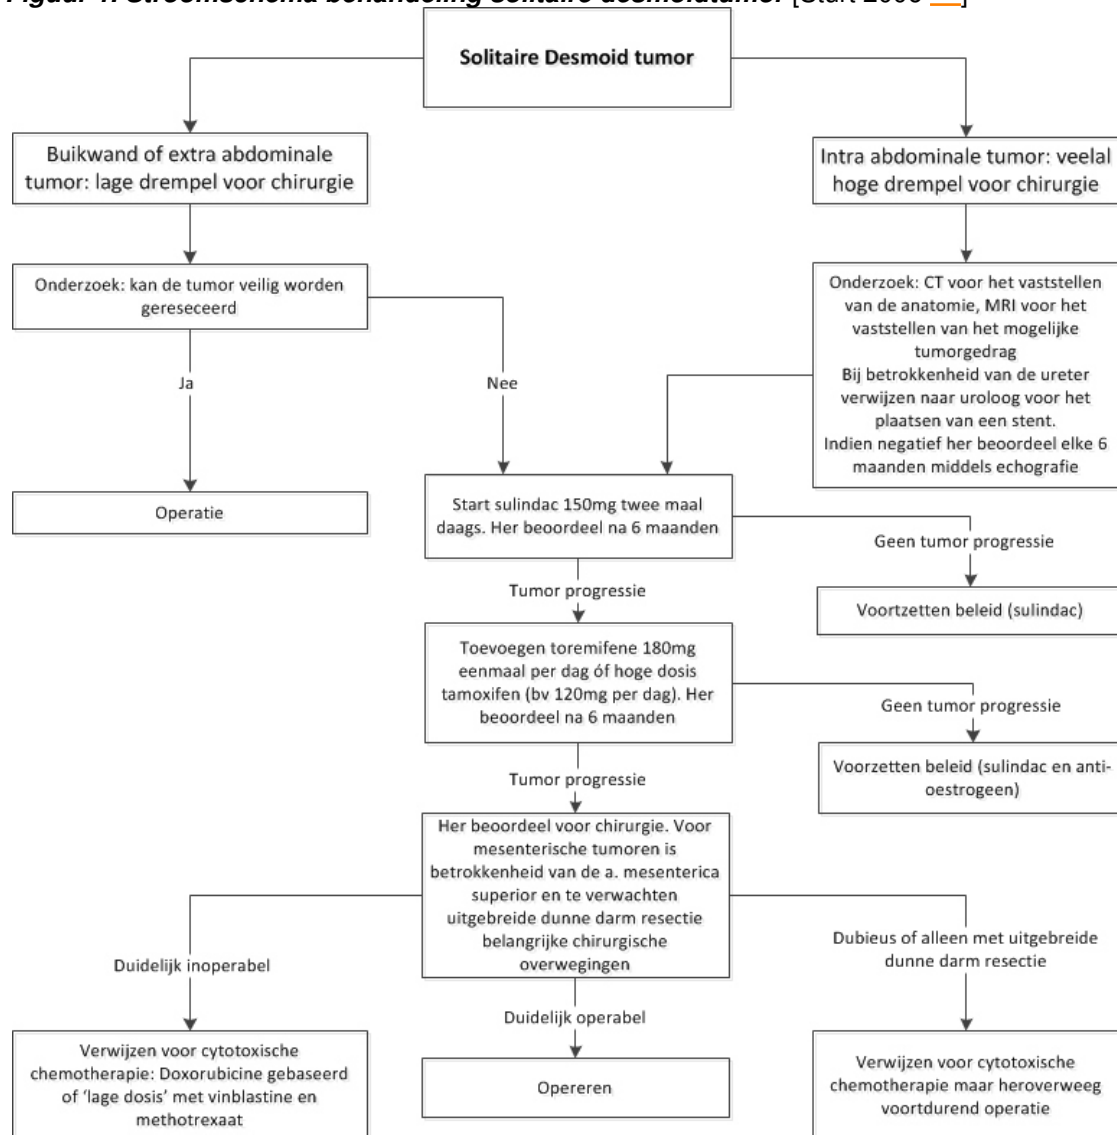 Figuur 4. Stroomschema behandeling solitaire desmoidtumor [Start 2006
Solitaire Desmoid tumor
Buikwand of extra abdominale
tumor: lage drempel voor chirurgie
Intra abdominale tumor: veelal
hoge drempel voor chirurgie
Onderzoek: kan de tumor veilig worden
gereseceerd
Onderzoek: CT voor het vaststellen
van de anatomie, MRI voor het
vaststellen van het mogelijke
tumorgedrag
Bij betrokkenheid van de ureter
verwijzen naar uroloog voor het
plaatsen van een stent.
Indien negatief her beoordeel elke 6
maanden middels echografie
Ja
Nee
Operatie
Start sulindac 150mg twee maal
daags. Her beoordeel na 6 maanden
Geen tumor progressie
Tumor progressie
Voortzetten beleid (sulindac)
Toevoegen toremifene 180mg
eenmaal per dag óf hoge dosis
tamoxifen (bv 120mg per dag). Her
beoordeel na 6 maanden
Geen tumor progressie
Tumor progressie
Voorzetten beleid (sulindac en anti-
oestrogeen)
Her beoordeel voor chirurgie. Voor
mesenterische tumoren is
betrokkenheid van de a. mesenterica
superior en te verwachten
uitgebreide dunne darm resectie
belangrijke chirurgische
overwegingen
Duidelijk inoperabel
Dubieus of alleen met uitgebreide
dunne darm resectie
Duidelijk operabel
Verwijzen voor cytotoxische
chemotherapie: Doxorubicine gebaseerd
of ‘lage dosis’ met vinblastine en
methotrexaat
Opereren
Verwijzen voor cytotoxische
chemotherapie maar heroverweeg
voortdurend operatie